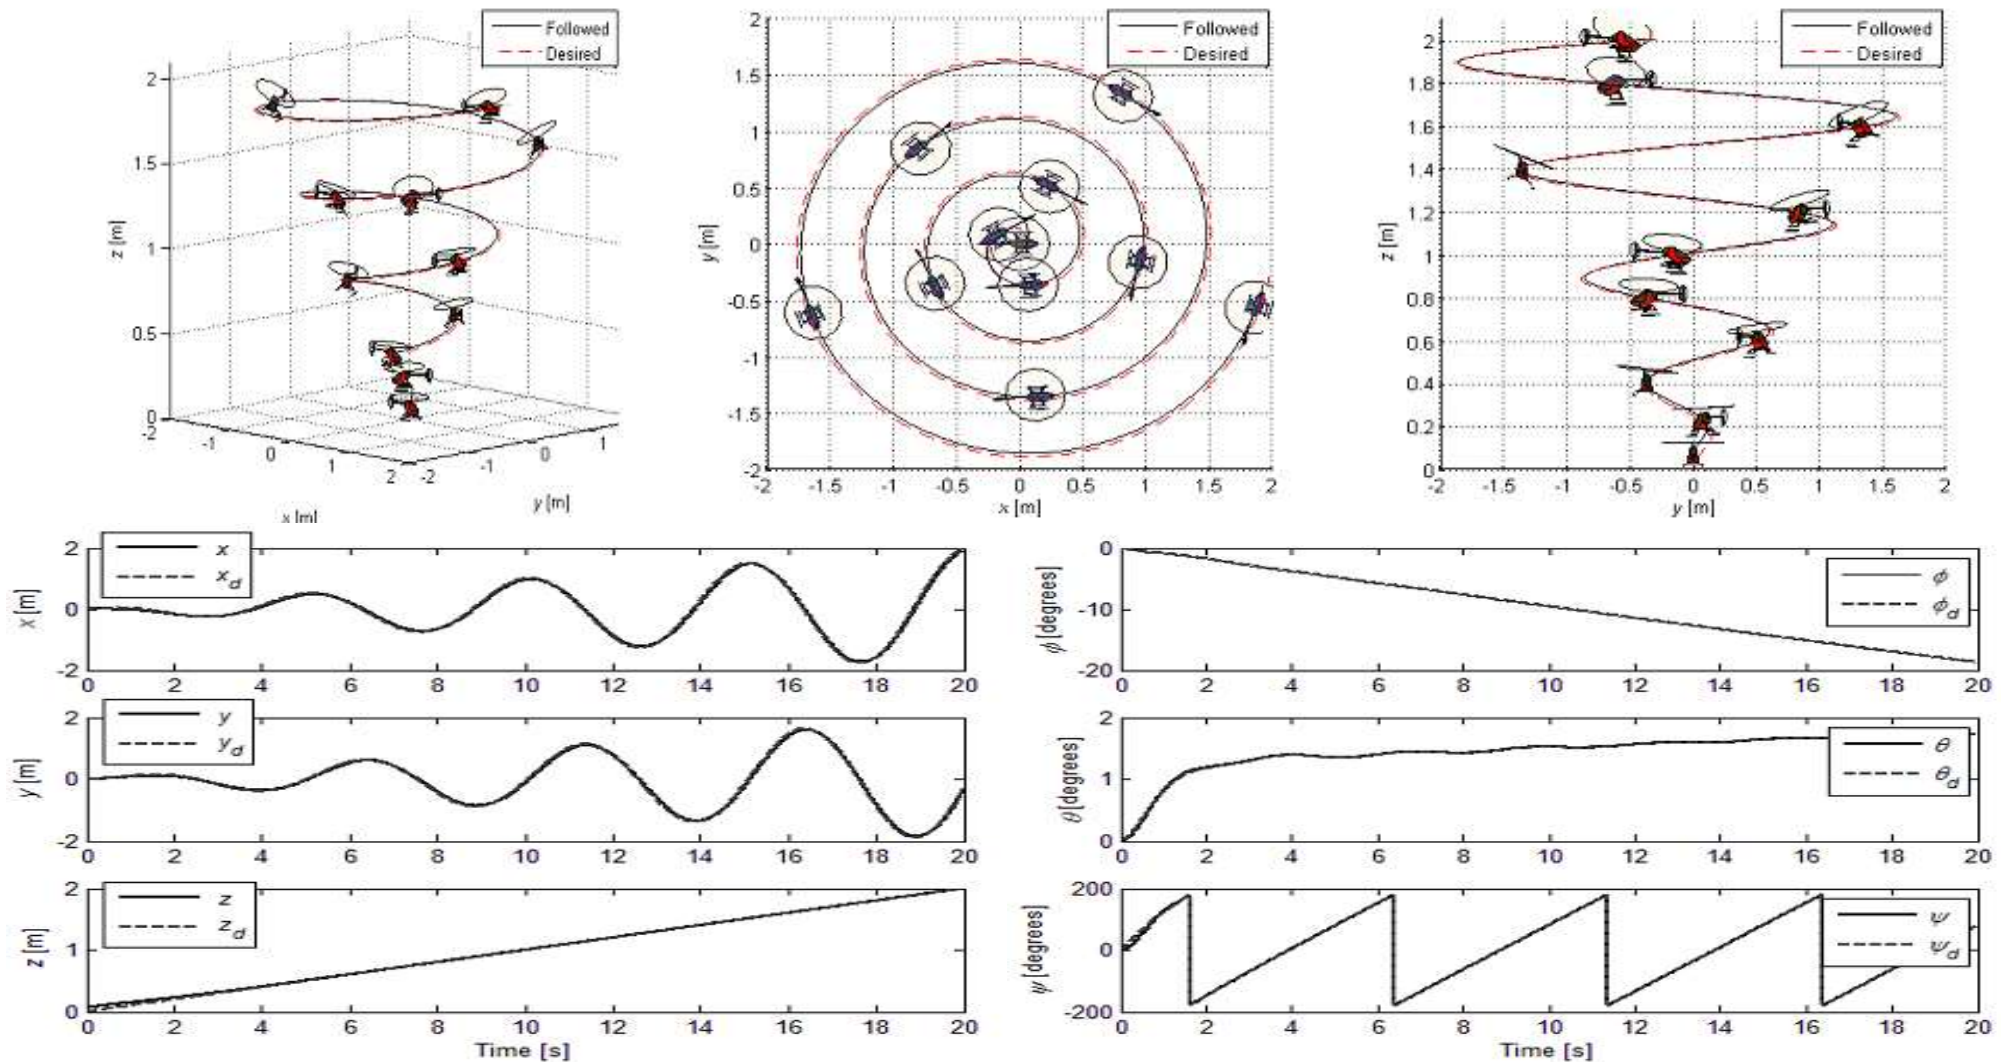 Followed
Desired
2
1.5
1
0.5
0
z [m]
-2
-1
0
1
2
-2
-1
0
1
x [m]
y [m]
Followed
Desired
2
1.5
1
0.5
0
-0.5
-1
-1.5
-2
y [m]
-2
-1.5
-1
-0.5
0
0.5
1
1.5
2
x [m]
Followed
Desired
2
1.8
1.6
1.4
1.2
1
0.8
0.6
0.4
0.2
0
z [m]
-2
-1.5
-1
-0.5
0
0.5
1
1.5
2
y [m]
x
x_d
2
0
-2
x [m]
0 2 4 6 8 10 12 14 16 18 20
ϕ
ϕ_d
0
-10
-20
ϕ [degrees]
0 2 4 6 8 10 12 14 16 18 20
y
y_d
2
0
-2
y [m]
0 2 4 6 8 10 12 14 16 18 20
θ
θ_d
2
1
0
θ [degrees]
0 2 4 6 8 10 12 14 16 18 20
z
z_d
2
1
0
z [m]
0 2 4 6 8 10 12 14 16 18 20
Time [s]
ψ
ψ_d
200
0
-200
ψ [degrees]
0 2 4 6 8 10 12 14 16 18 20
Time [s]